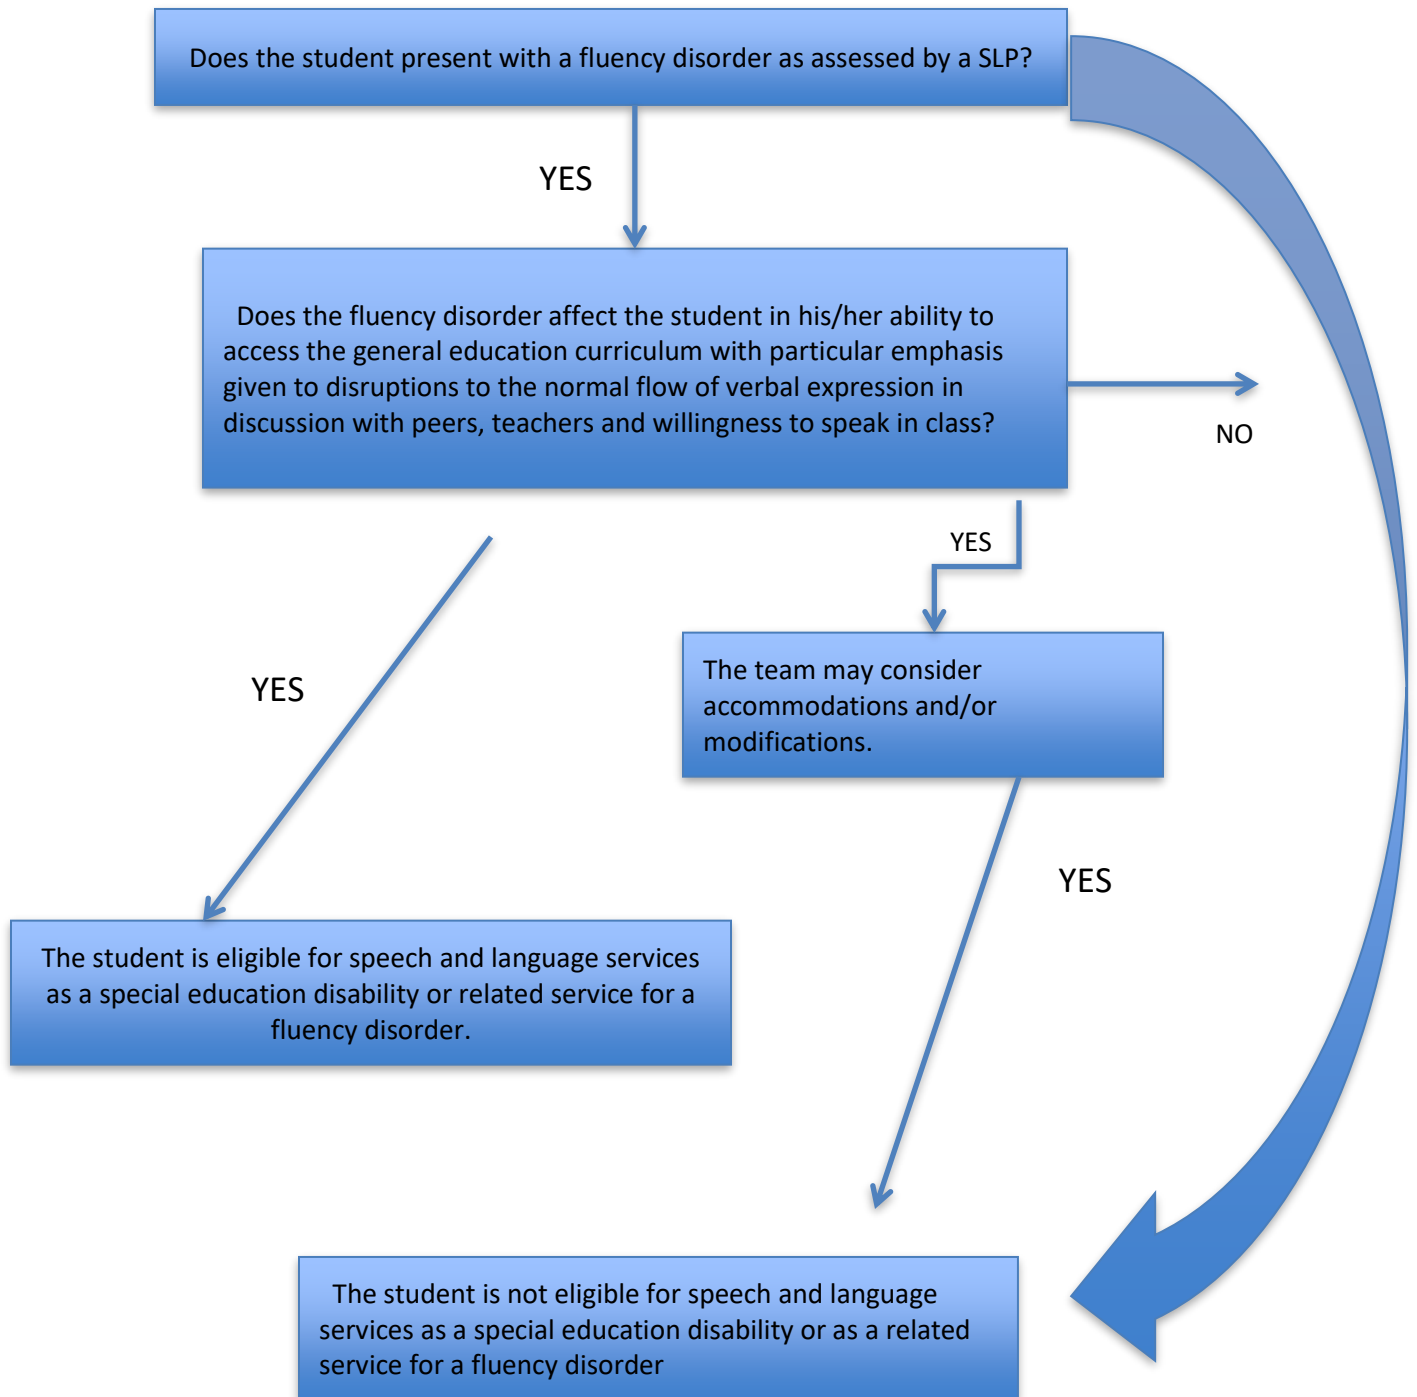 Does the student present with a fluency disorder as assessed by a SLP?
YES
Does the fluency disorder affect the student in his/her ability to
access the general education curriculum with particular emphasis
given to disruptions to the normal flow of verbal expression in
discussion with peers, teachers and willingness to speak in class?
NO
YES
YES
The team may consider
accommodations and/or
modifications.
YES
The student is eligible for speech and language services
as a special education disability or related service for a
fluency disorder.
The student is not eligible for speech and language
services as a special education disability or as a related
service for a fluency disorder